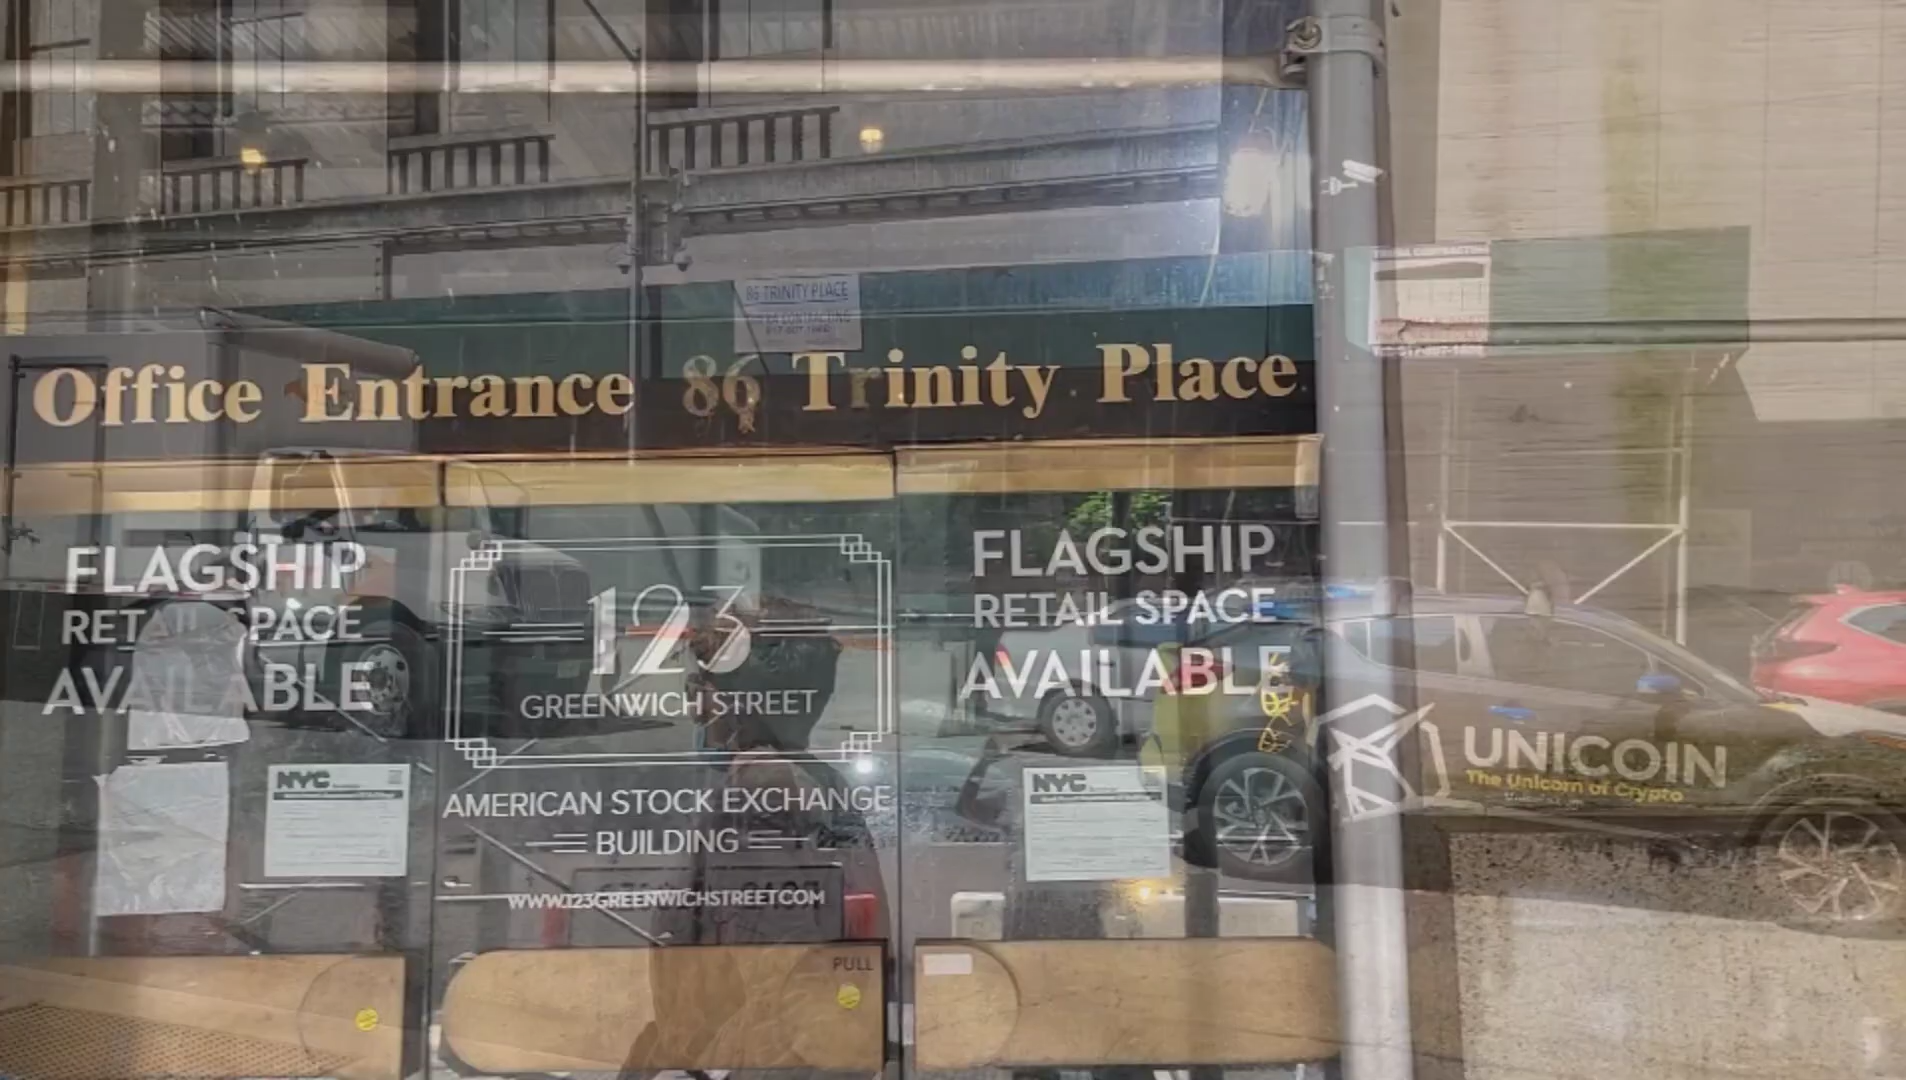 86 TRINITY PLACE
CONTRACTING
Office Entrance 86 Trinity Place
FLAGSHIP
RETAIL SPACE
AVAILABLE
123
GREENWICH STREET
AMERICAN STOCK EXCHANGE
BUILDING
WWW.123GREENWICHSTREET.COM
FLAGSHIP
RETAIL SPACE
AVAILABLE
NYC
NYC
PULL
UNICOIN
The Unicorn of Crypto